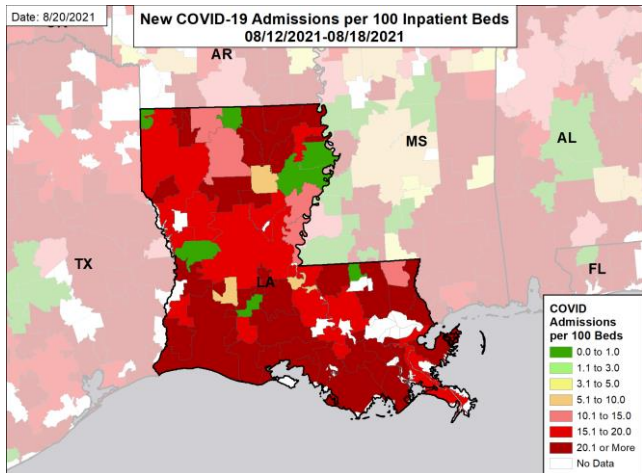 Date: 8/20/2021
New COVID-19 Admissions per 100 Inpatient Beds
08/12/2021-08/18/2021
AR
MS
AL
TX
LA
FL
COVID
Admissions
per 100 Beds
0.0 to 1.0
1.1 to 3.0
3.1 to 5.0
5.1 to 10.0
10.1 to 15.0
15.1 to 20.0
20.1 or More
No Data